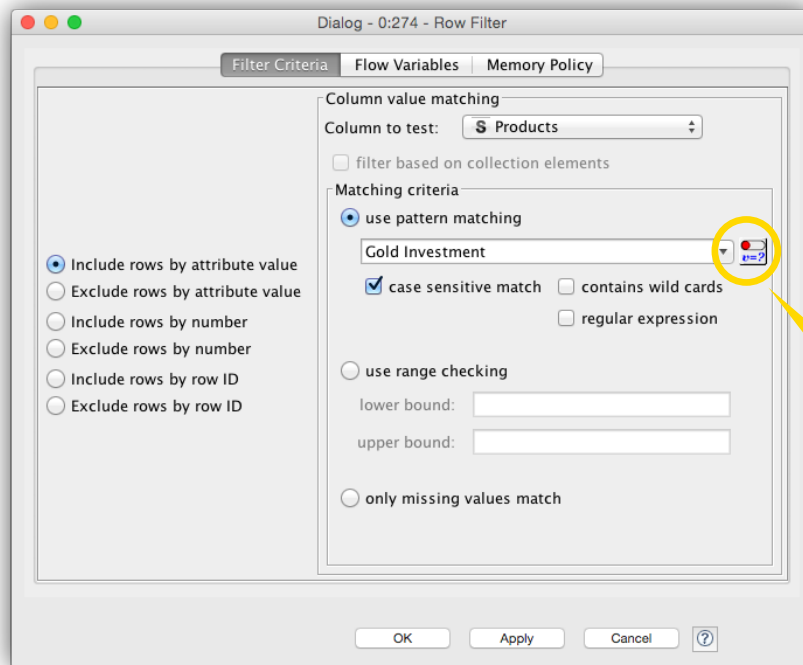 Dialog - 0:274 - Row Filter
Filter Criteria Flow Variables Memory Policy
Include rows by attribute value
Exclude rows by attribute value
Include rows by number
Exclude rows by number
Include rows by row ID
Exclude rows by row ID
Column value matching
Column to test: S Products
filter based on collection elements
Matching criteria
use pattern matching
Gold Investment
v=?
case sensitive match contains wild cards
regular expression
use range checking
lower bound:
upper bound:
only missing values match
OK Apply Cancel ?